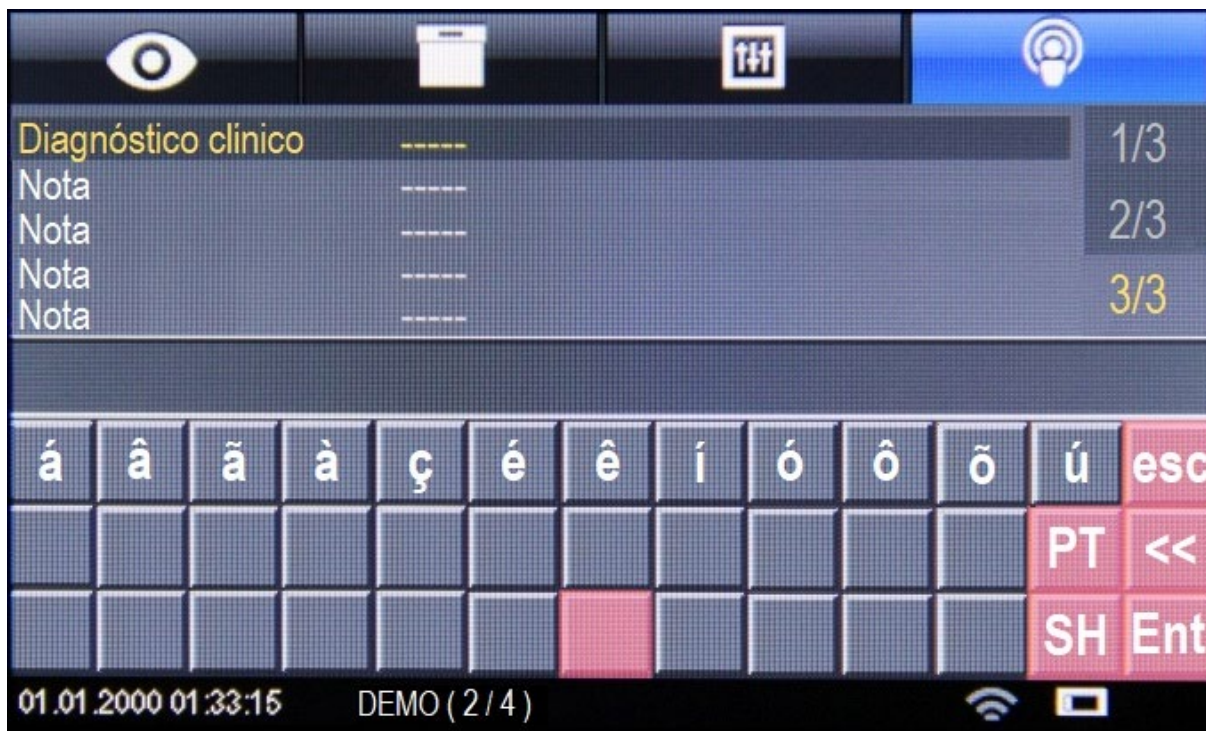 Diagnóstico clínico -----
1/3
Nota -----
Nota -----
2/3
Nota -----
Nota -----
3/3
á â ã à ç é ê í ó ô õ ú esc
PT <<
SH Ent
01.01.2000 01:33:15 DEMO ( 2 / 4 )